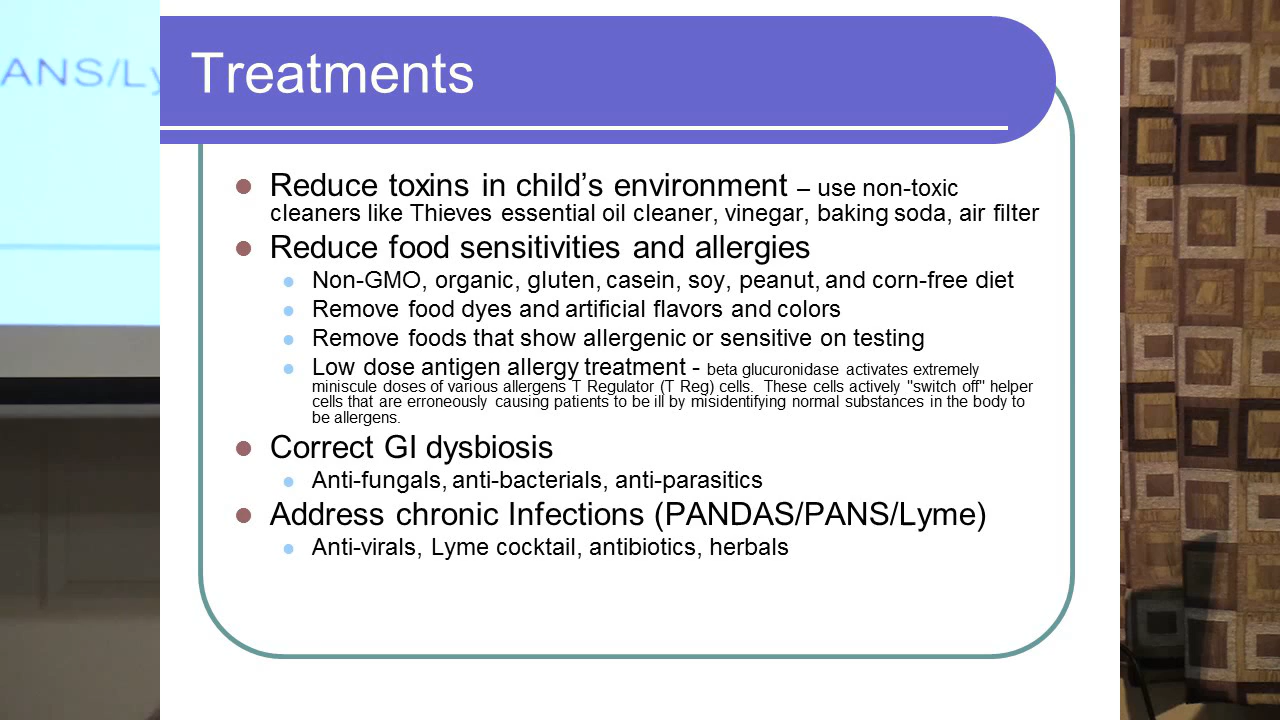 ANS/Ly
Treatments
Reduce toxins in child’s environment – use non-toxic
cleaners like Thieves essential oil cleaner, vinegar, baking soda, air filter
Reduce food sensitivities and allergies
Non-GMO, organic, gluten, casein, soy, peanut, and corn-free diet
Remove food dyes and artificial flavors and colors
Remove foods that show allergenic or sensitive on testing
Low dose antigen allergy treatment - beta glucuronidase activates extremely
miniscule doses of various allergens T Regulator (T Reg) cells. These cells actively "switch off" helper
cells that are erroneously causing patients to be ill by misidentifying normal substances in the body to
be allergens.
Correct GI dysbiosis
Anti-fungals, anti-bacterials, anti-parasitics
Address chronic Infections (PANDAS/PANS/Lyme)
Anti-virals, Lyme cocktail, antibiotics, herbals